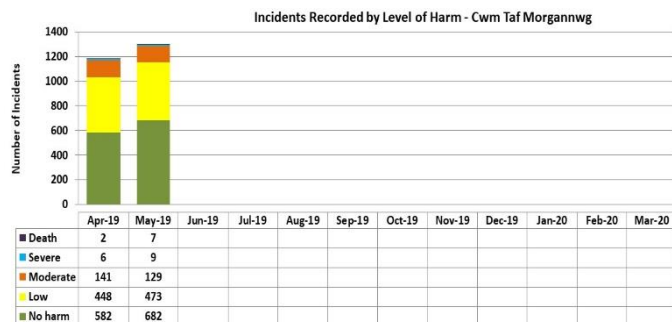 Incidents Recorded by Level of Harm - Cwm Taf Morgannwg
Number of Incidents
1400
1200
1000
800
600
400
200
0
Apr-19 May-19 Jun-19 Jul-19 Aug-19 Sep-19 Oct-19 Nov-19 Dec-19 Jan-20 Feb-20 Mar-20
Death 2 7
Severe 6 9
Moderate 141 129
Low 448 473
No harm 582 682